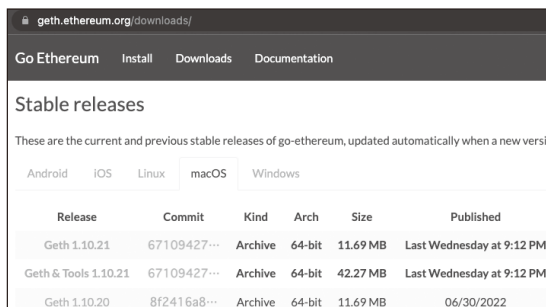 geth.ethereum.org/downloads/
Go Ethereum Install Downloads Documentation
Stable releases
These are the current and previous stable releases of go-ethereum, updated automatically when a new versi
Android iOS Linux macOS Windows
Release Commit Kind Arch Size Published
Geth 1.10.21 67109427… Archive 64-bit 11.69 MB Last Wednesday at 9:12 PM
Geth & Tools 1.10.21 67109427… Archive 64-bit 42.27 MB Last Wednesday at 9:12 PM
Geth 1.10.20 8f2416a8… Archive 64-bit 11.69 MB 06/30/2022